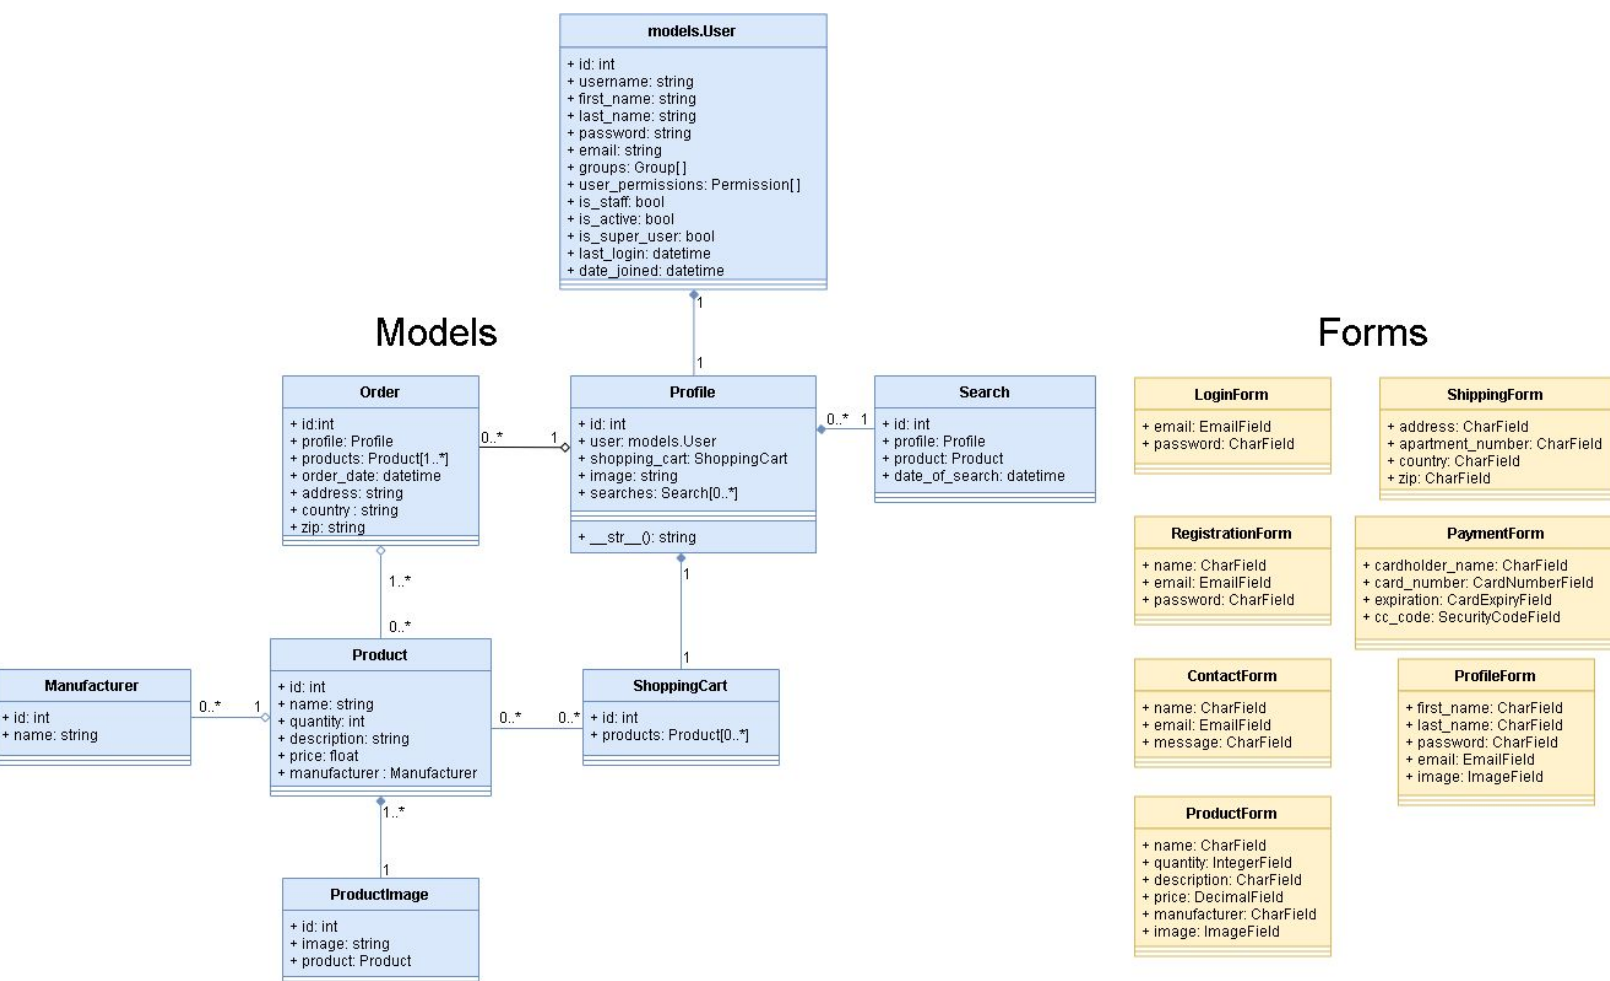 models.User
+ id: int
+ username: string
+ first_name: string
+ last_name: string
+ password: string
+ email: string
+ groups: Group[]
+ user_permissions: Permission[]
+ is_staff: bool
+ is_active: bool
+ is_super_user: bool
+ last_login: datetime
+ date_joined: datetime
1
1
Models
Order
+ id:int
+ profile: Profile
+ products: Product[1..*]
+ order_date: datetime
+ address: string
+ country : string
+ zip: string
0..*
1
Profile
+ id: int
+ user: models.User
+ shopping_cart: ShoppingCart
+ image: string
+ searches: Search[0..*]
+ __str__(): string
0..*
1
Search
+ id: int
+ profile: Profile
+ product: Product
+ date_of_search: datetime
1..*
0..*
1
1
Manufacturer
+ id: int
+ name: string
0..*
1
Product
+ id: int
+ name: string
+ quantity: int
+ description: string
+ price: float
+ manufacturer : Manufacturer
0..*
0..*
ShoppingCart
+ id: int
+ products: Product[0..*]
1..*
1
ProductImage
+ id: int
+ image: string
+ product: Product
Forms
LoginForm
+ email: EmailField
+ password: CharField
ShippingForm
+ address: CharField
+ apartment_number: CharField
+ country: CharField
+ zip: CharField
RegistrationForm
+ name: CharField
+ email: EmailField
+ password: CharField
PaymentForm
+ cardholder_name: CharField
+ card_number: CardNumberField
+ expiration: CardExpiryField
+ cc_code: SecurityCodeField
ContactForm
+ name: CharField
+ email: EmailField
+ message: CharField
ProfileForm
+ first_name: CharField
+ last_name: CharField
+ password: CharField
+ email: EmailField
+ image: ImageField
ProductForm
+ name: CharField
+ quantity: IntegerField
+ description: CharField
+ price: DecimalField
+ manufacturer: CharField
+ image: ImageField